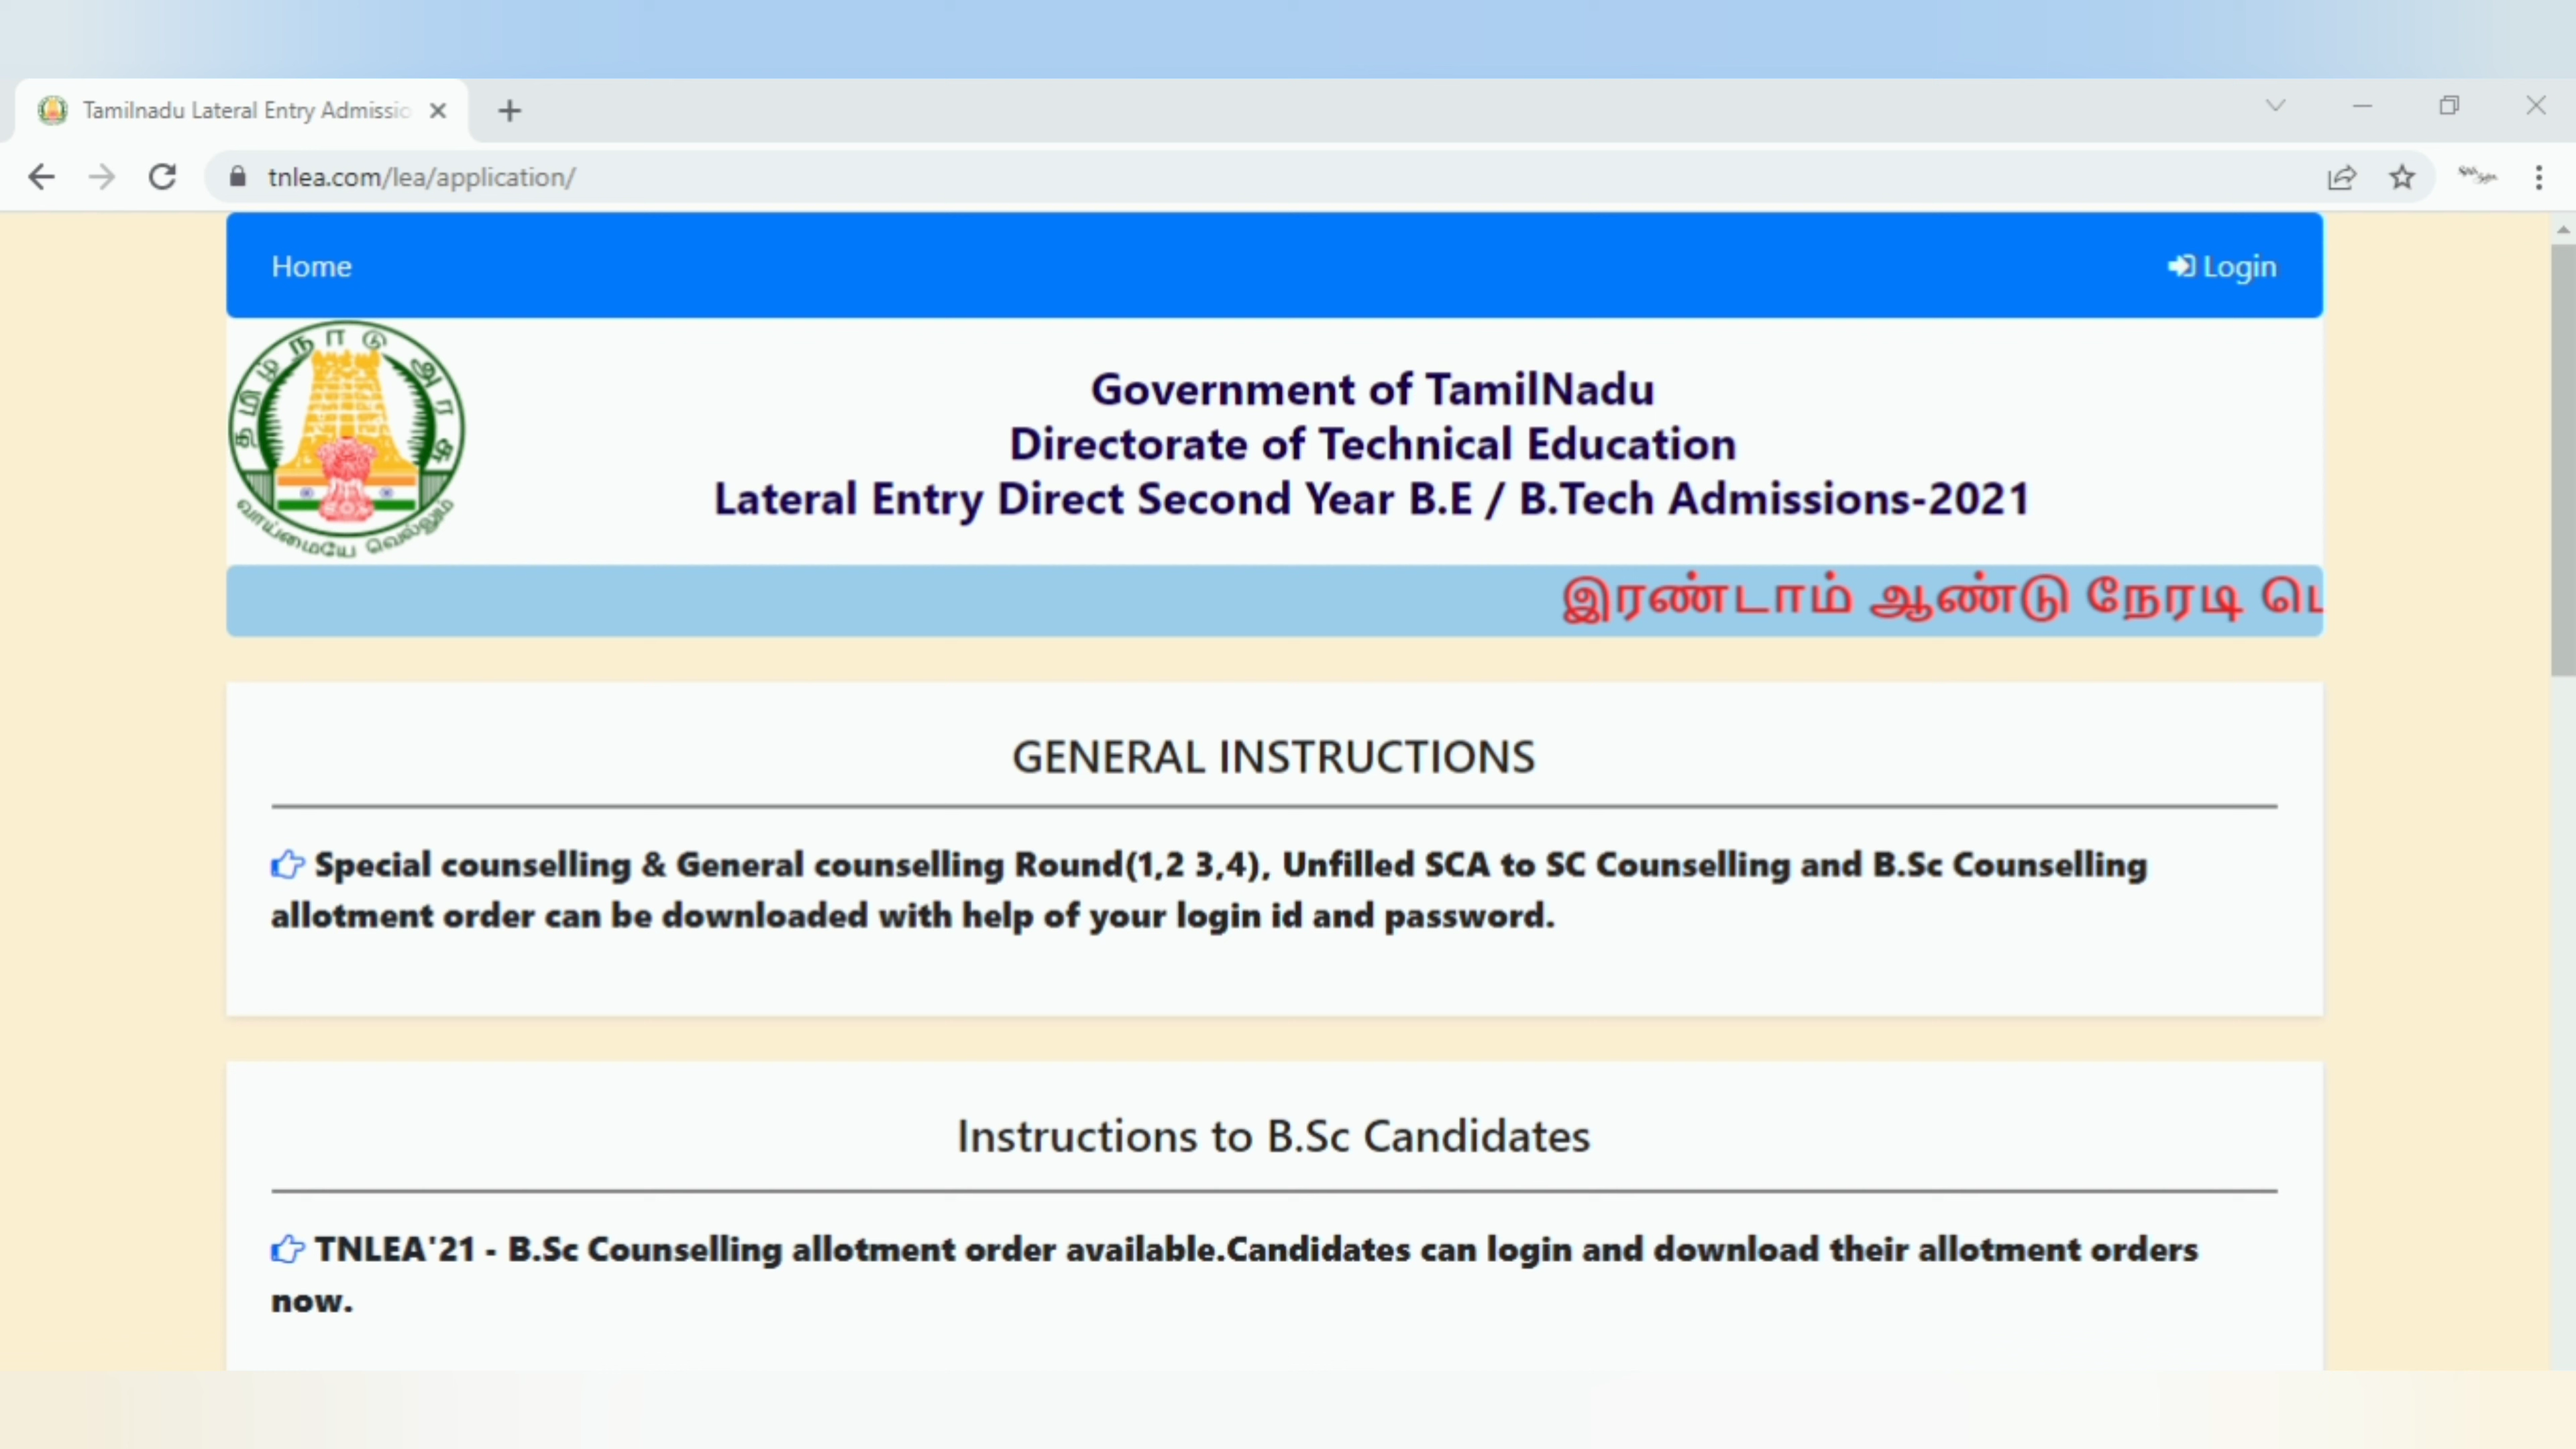 Tamilnadu Lateral Entry Admissio
tnlea.com/lea/application/
Home
Login
தமிழ்நாடு அரசு
வாய்மையே வெல்லும்
Government of TamilNadu
Directorate of Technical Education
Lateral Entry Direct Second Year B.E / B.Tech Admissions-2021
இரண்டாம் ஆண்டு நேரடி
GENERAL INSTRUCTIONS
Special counselling & General counselling Round(1,2 3,4), Unfilled SCA to SC Counselling and B.Sc Counselling
allotment order can be downloaded with help of your login id and password.
Instructions to B.Sc Candidates
TNLEA'21 - B.Sc Counselling allotment order available.Candidates can login and download their allotment orders
now.